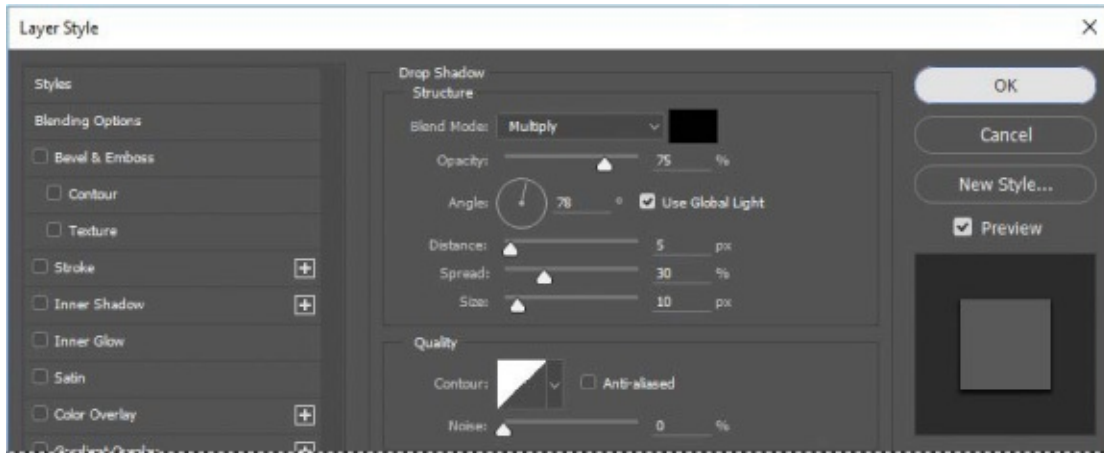 Layer Style
Styles
Blending Options
Bevel & Emboss
Contour
Texture
Stroke
Inner Shadow
Inner Glow
Satin
Color Overlay
Gradient Overlay
Drop Shadow
Structure
Blend Mode: Multiply
Opacity: 75 %
Angle: 78 ° Use Global Light
Distance: 5 px
Spread: 30 %
Size: 10 px
Quality
Contour: Anti-aliased
Noise: 0 %
OK
Cancel
New Style...
Preview